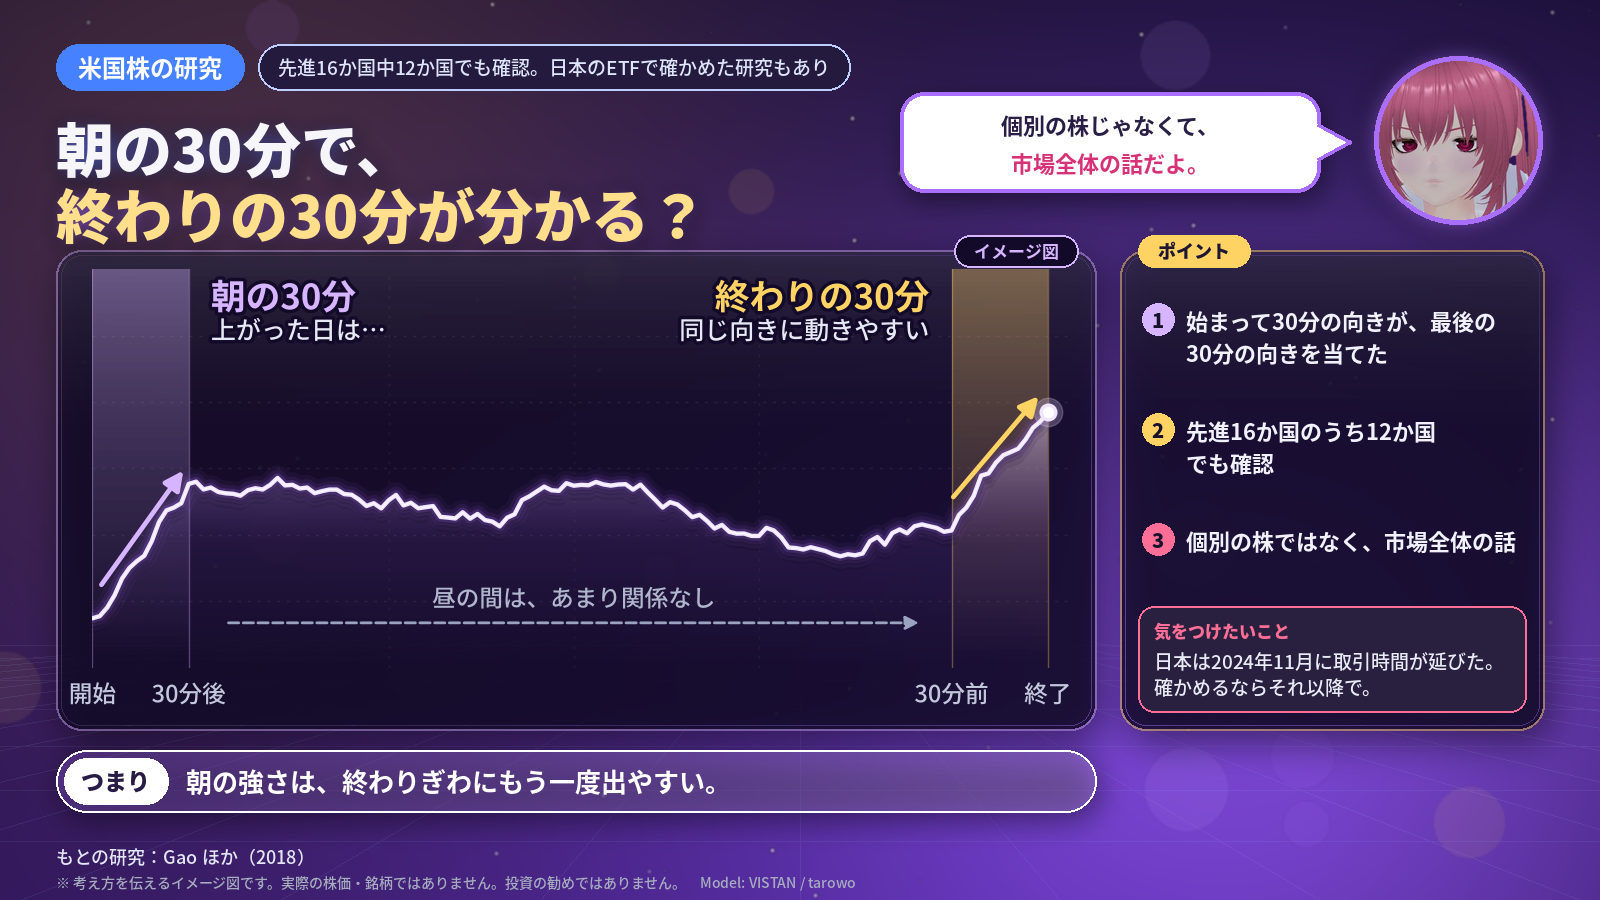 米国株の研究
先進16か国中12か国でも確認。日本のETFで確かめた研究もあり
朝の30分で、
終わりの30分が分かる？
個別の株じゃなくて、
市場全体の話だよ。
イメージ図
朝の30分
上がった日は…
終わりの30分
同じ向きに動きやすい
昼の間は、あまり関係なし
開始
30分後
30分前
終了
ポイント
1 始まって30分の向きが、最後の
30分の向きを当てた
2 先進16か国のうち12か国
でも確認
3 個別の株ではなく、市場全体の話
気をつけたいこと
日本は2024年11月に取引時間が延びた。
確かめるならそれ以降で。
つまり 朝の強さは、終わりぎわにもう一度出やすい。
もとの研究：Gao ほか（2018）
※ 考え方を伝えるイメージ図です。実際の株価・銘柄ではありません。投資の勧めではありません。 Model: VISTAN / tarowo